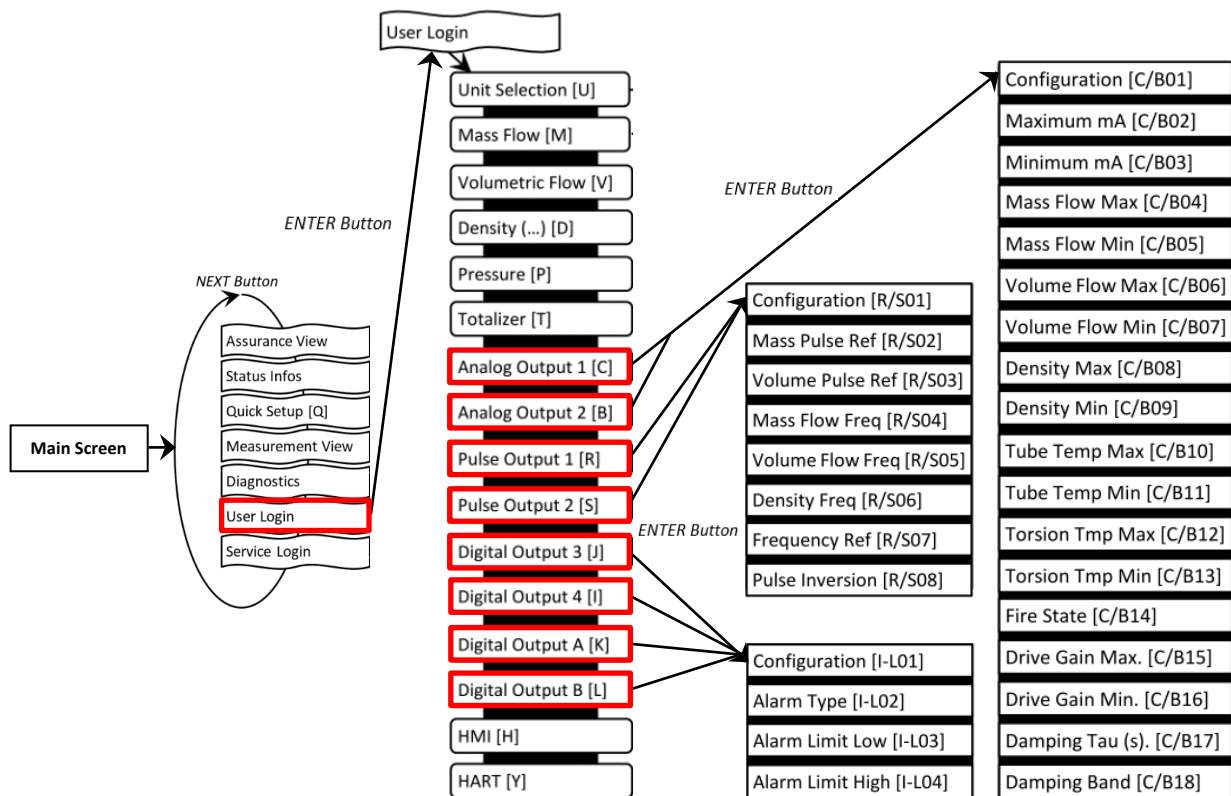 User Login
Unit Selection [U]
Mass Flow [M]
Volumetric Flow [V]
Density (...) [D]
Pressure [P]
Totalizer [T]
Analog Output 1 [C]
Analog Output 2 [B]
Pulse Output 1 [R]
Pulse Output 2 [S]
Digital Output 3 [J]
Digital Output 4 [I]
Digital Output A [K]
Digital Output B [L]
HMI [H]
HART [Y]
ENTER Button
NEXT Button
Assurance View
Status Infos
Quick Setup [Q]
Measurement View
Diagnostics
User Login
Service Login
Main Screen
ENTER Button
Configuration [C/B01]
Maximum mA [C/B02]
Minimum mA [C/B03]
Mass Flow Max [C/B04]
Mass Flow Min [C/B05]
Volume Flow Max [C/B06]
Volume Flow Min [C/B07]
Density Max [C/B08]
Density Min [C/B09]
Tube Temp Max [C/B10]
Tube Temp Min [C/B11]
Torsion Tmp Max [C/B12]
Torsion Tmp Min [C/B13]
Fire State [C/B14]
Drive Gain Max. [C/B15]
Drive Gain Min. [C/B16]
Damping Tau (s). [C/B17]
Damping Band [C/B18]
Configuration [R/S01]
Mass Pulse Ref [R/S02]
Volume Pulse Ref [R/S03]
Mass Flow Freq [R/S04]
Volume Flow Freq [R/S05]
Density Freq [R/S06]
Frequency Ref [R/S07]
Pulse Inversion [R/S08]
ENTER Button
Configuration [I-L01]
Alarm Type [I-L02]
Alarm Limit Low [I-L03]
Alarm Limit High [I-L04]